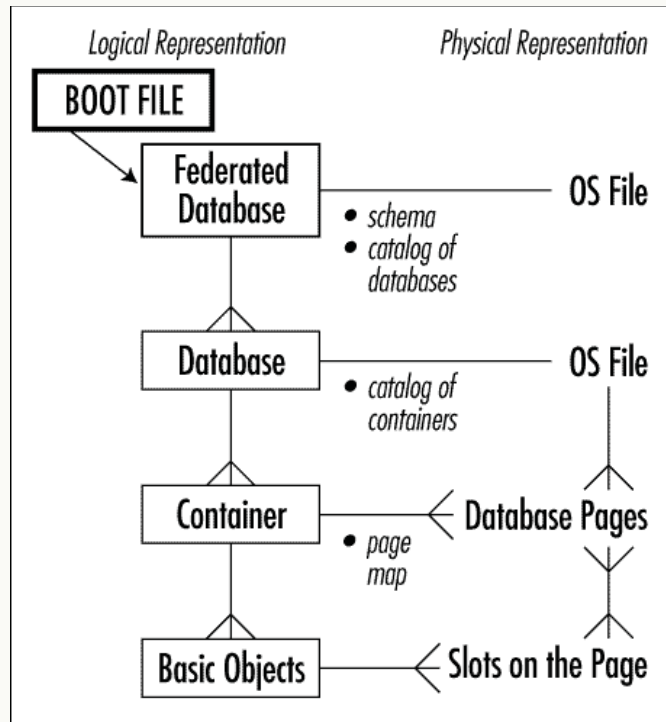 Logical Representation
Physical Representation
BOOT FILE
Federated
Database
OS File
• schema
• catalog of
databases
Database
OS File
• catalog of
containers
Container
Database Pages
• page
map
Basic Objects
Slots on the Page